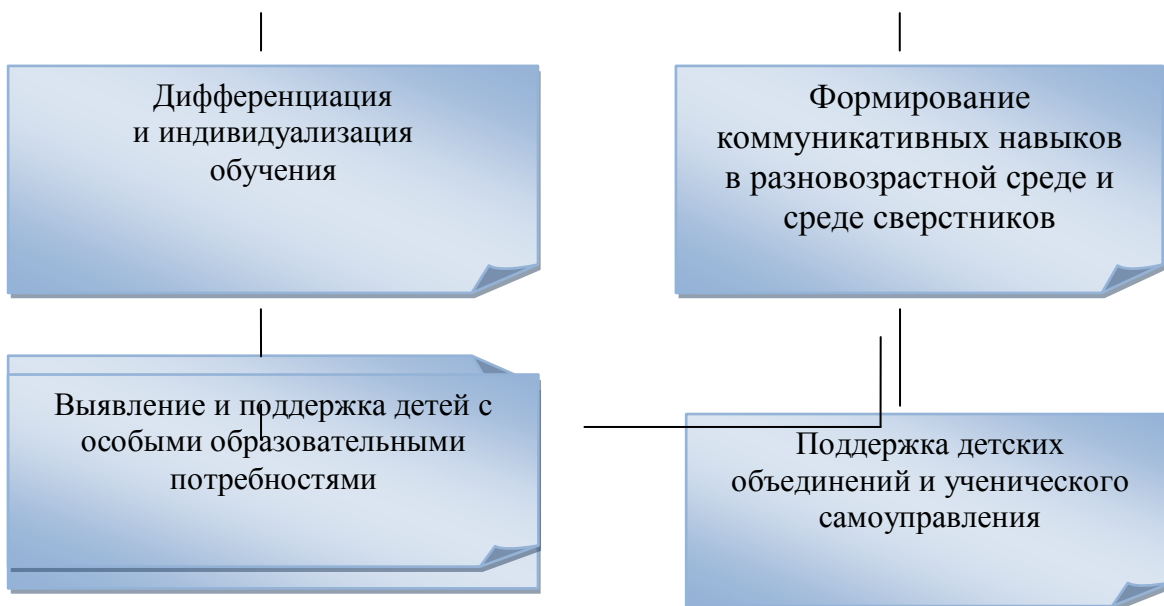 Дифференциация
и индивидуализация
обучения
Формирование
коммуникативных навыков
в разновозрастной среде и
среде сверстников
Выявление и поддержка детей с
особыми образовательными
потребностями
Поддержка детских
объединений и ученического
самоуправления